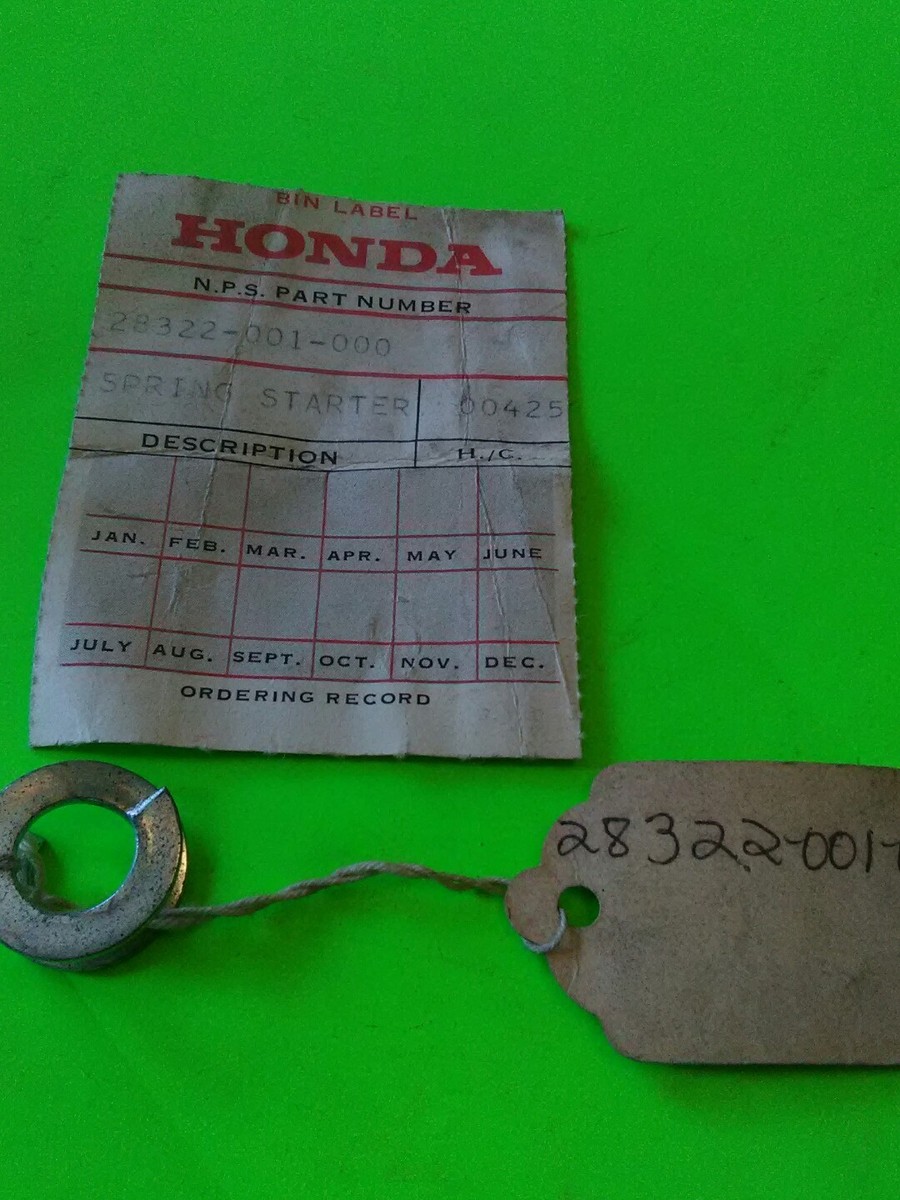 BIN LABEL
HONDA
N.P.S. PART NUMBER
28322-001-000
SPRING STARTER 00425
DESCRIPTION H./C.
JAN. FEB. MAR. APR. MAY JUNE
JULY AUG. SEPT. OCT. NOV. DEC.
ORDERING RECORD
28322-001-